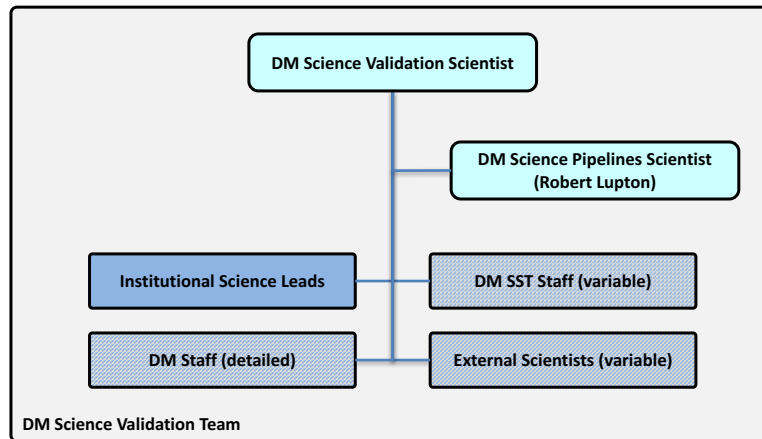 DM Science Validation Scientist
DM Science Pipelines Scientist
(Robert Lupton)
Institutional Science Leads
DM SST Staff (variable)
DM Staff (detailed)
External Scientists (variable)
DM Science Validation Team